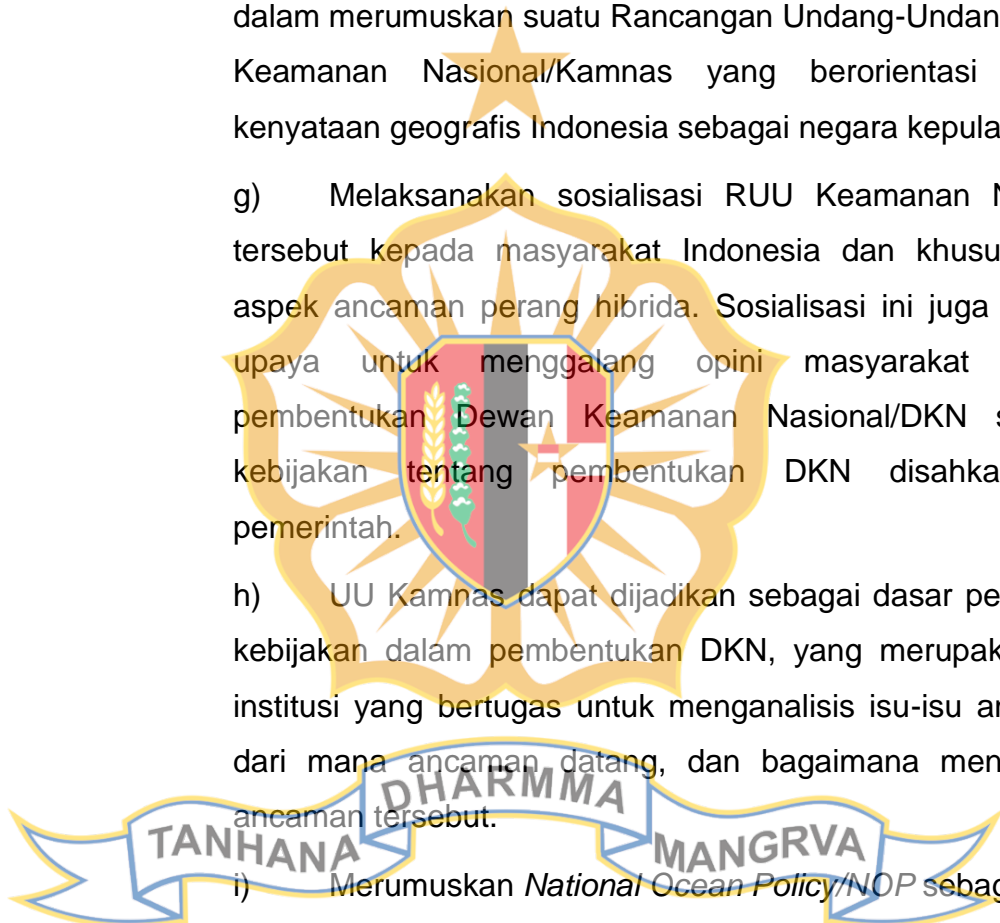 dalam merumuskan suatu Rancangan Undang-Undan
Keamanan Nasional/Kamnas yang berorientasi
kenyataan geografis Indonesia sebagai negara kepula
g) Melaksanakan sosialisasi RUU Keamanan N
tersebut kepada masyarakat Indonesia dan khusu
aspek ancaman perang hibrida. Sosialisasi ini juga
upaya untuk menggalang opini masyarakat
pembentukan Dewan Keamanan Nasional/DKN s
kebijakan tentang pembentukan DKN disahka
pemerintah.
h) UU Kamnas dapat dijadikan sebagai dasar pe
kebijakan dalam pembentukan DKN, yang merupak
institusi yang bertugas untuk menganalisis isu-isu an
dari mana ancaman datang, dan bagaimana men
ancaman tersebut.
i) Merumuskan National Ocean Policy/NOP sebag
TANHANA DHARMMA MANGRVA